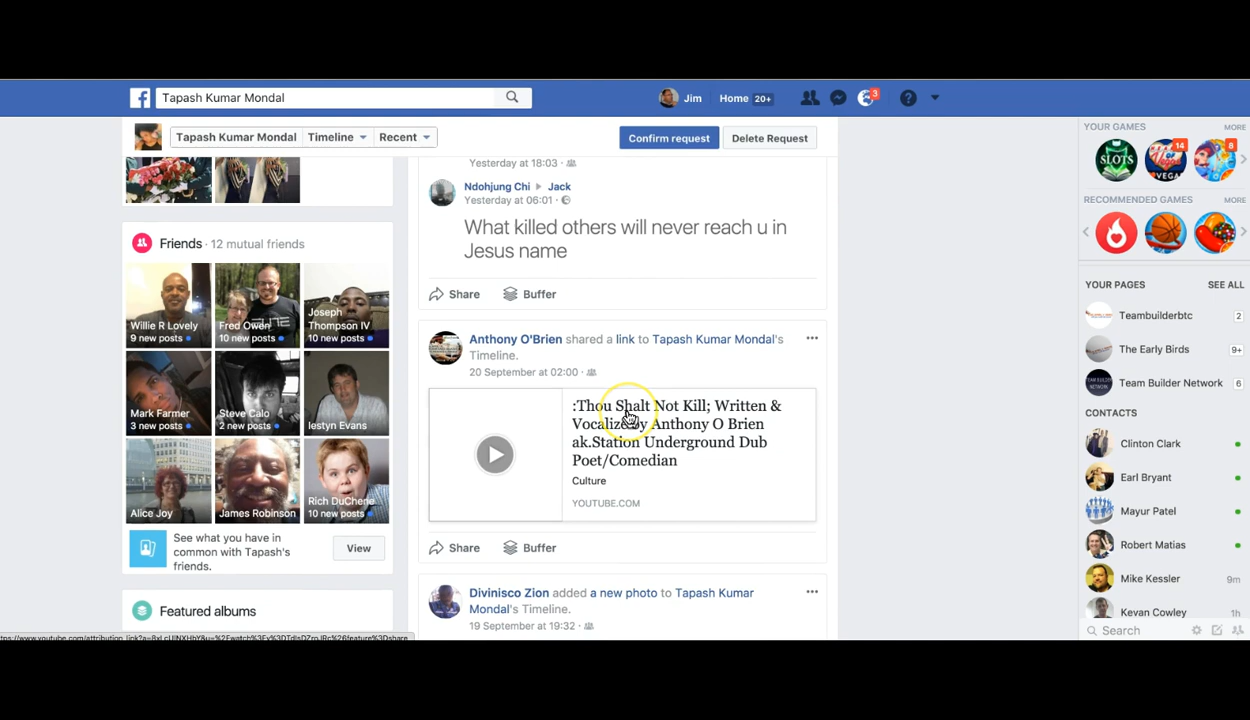 Tapash Kumar Mondal
Jim
Home 20+
3
Tapash Kumar Mondal Timeline Recent
Confirm request
Delete Request
Yesterday at 18:03
Ndohjung Chi Jack
Yesterday at 06:01
What killed others will never reach u in
Jesus name
Share Buffer
Friends · 12 mutual friends
Willie R Lovely
9 new posts
Fred Owen
10 new posts
Joseph
Thompson IV
10 new posts
Mark Farmer
3 new posts
Steve Calo
2 new posts
Iestyn Evans
Alice Joy
James Robinson
Rich DuChene
10 new posts
See what you have in
common with Tapash's
friends.
View
Featured albums
Anthony O'Brien shared a link to Tapash Kumar Mondal's
Timeline.
20 September at 02:00
:Thou Shalt Not Kill; Written &
Vocalized by Anthony O Brien
ak.Station Underground Dub
Poet/Comedian
Culture
YOUTUBE.COM
Share Buffer
Divinisco Zion added a new photo to Tapash Kumar
Mondal's Timeline.
19 September at 19:32
YOUR GAMES MORE
SLOTS
14
VEGA
8
RECOMMENDED GAMES MORE
YOUR PAGES SEE ALL
Teambuilderbtc 2
The Early Birds 9+
Team Builder Network 6
CONTACTS
Clinton Clark
Earl Bryant
Mayur Patel
Robert Matias
Mike Kessler 9m
Kevan Cowley 1h
Search